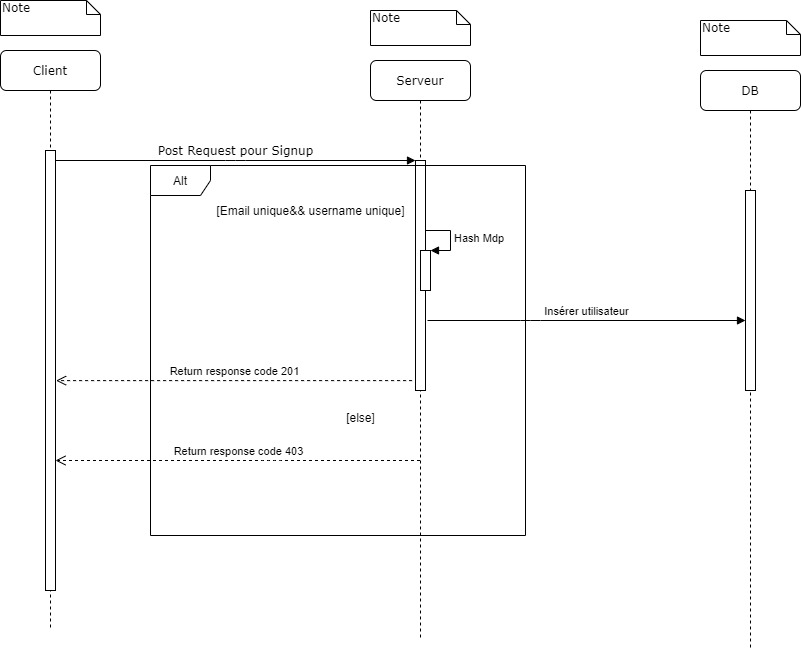 Note
Note
Note
Client
Serveur
DB
Post Request pour Signup
Alt
[Email unique&& username unique]
Hash Mdp
Insérer utilisateur
Return response code 201
[else]
Return response code 403